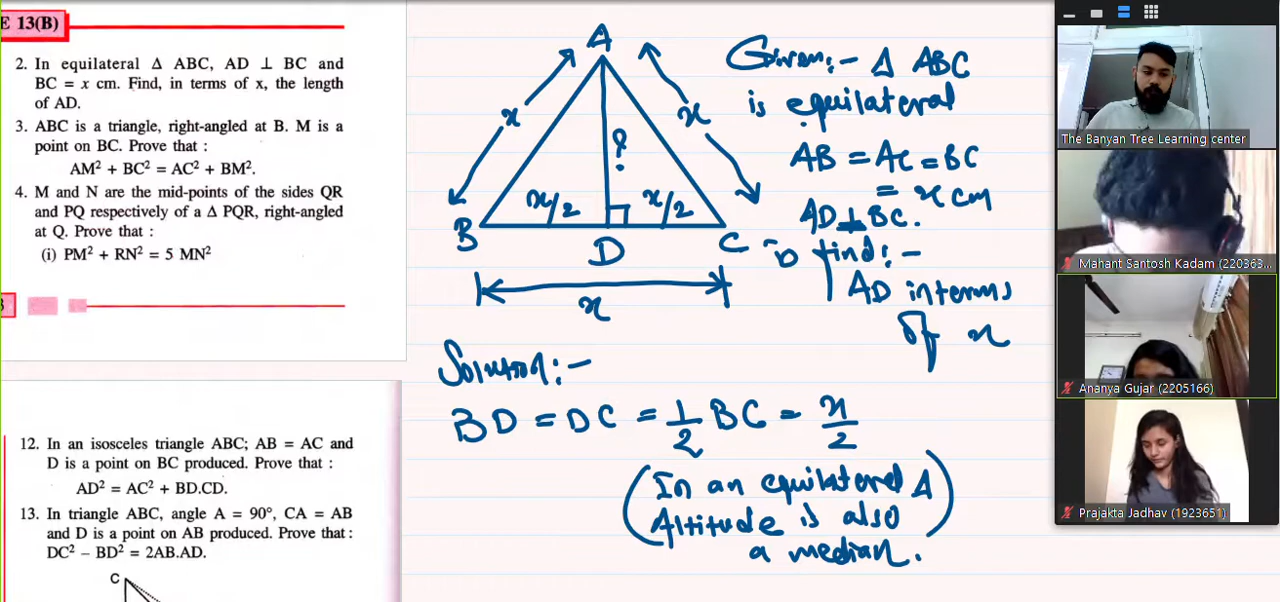 E 13(B)
2. In equilateral Δ ABC, AD ⊥ BC and
BC = x cm. Find, in terms of x, the length
of AD.
3. ABC is a triangle, right-angled at B. M is a
point on BC. Prove that :
AM² + BC² = AC² + BM².
4. M and N are the mid-points of the sides QR
and PQ respectively of a Δ PQR, right-angled
at Q. Prove that :
(i) PM² + RN² = 5 MN²
3
12. In an isosceles triangle ABC; AB = AC and
D is a point on BC produced. Prove that :
AD² = AC² + BD.CD.
13. In triangle ABC, angle A = 90°, CA = AB
and D is a point on AB produced. Prove that :
DC² – BD² = 2AB.AD.
C
A
x
x
?
x/2
x/2
B
D
C
x
Given:- Δ ABC
is equilateral
AB = AC = BC
= x cm
AD ⊥ BC.
To find:-
AD interms
of x
Solution:-
BD = DC = 1/2 BC = x/2
(In an equilateral Δ
Altitude is also
a median.)
The Banyan Tree Learning center
Mahant Santosh Kadam (220363...
Ananya Gujar (2205166)
Prajakta Jadhav (1923651)